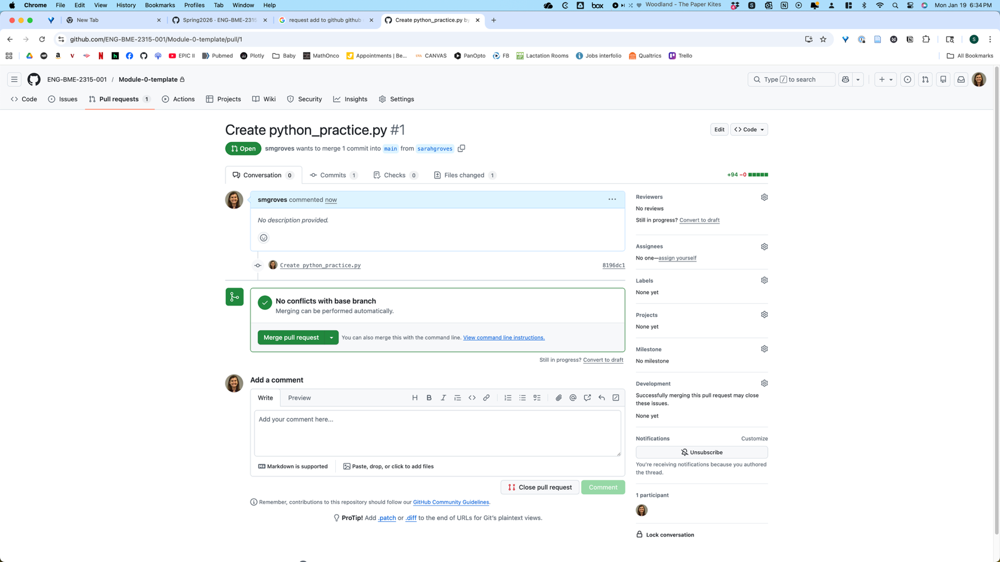 Chrome File Edit View History Bookmarks Profiles Tab Window Help
box
Woodland - The Paper Kites
Mon Jan 19 6:34 PM
New Tab
Spring2026 · ENG-BME-2315
request add to github github
Create python_practice.py by
github.com/ENG-BME-2315-001/Module-0-template/pull/1
EPIC II Pubmed Plotly Baby MathOnco Appointments | Be... CANVAS PanOpto FB Lactation Rooms Jobs interfolio Qualtrics Trello All Bookmarks
ENG-BME-2315-001 / Module-0-template
Type / to search
Code Issues Pull requests 1 Actions Projects Wiki Security Insights Settings
Create python_practice.py #1
Edit
Code
Open
smgroves wants to merge 1 commit into main from sarahgroves
Conversation 0
Commits 1
Checks 0
Files changed 1
+94 −0
smgroves commented now
No description provided.
Create python_practice.py
8196dc1
No conflicts with base branch
Merging can be performed automatically.
Merge pull request
You can also merge this with the command line. View command line instructions.
Still in progress? Convert to draft
Add a comment
Write Preview
Add your comment here...
Markdown is supported
Paste, drop, or click to add files
Close pull request
Comment
Remember, contributions to this repository should follow our GitHub Community Guidelines.
ProTip! Add .patch or .diff to the end of URLs for Git's plaintext views.
Reviewers
No reviews
Still in progress? Convert to draft
Assignees
No one—assign yourself
Labels
None yet
Projects
None yet
Milestone
No milestone
Development
Successfully merging this pull request may close
these issues.
None yet
Notifications
Customize
Unsubscribe
You're receiving notifications because you authored
the thread.
1 participant
Lock conversation